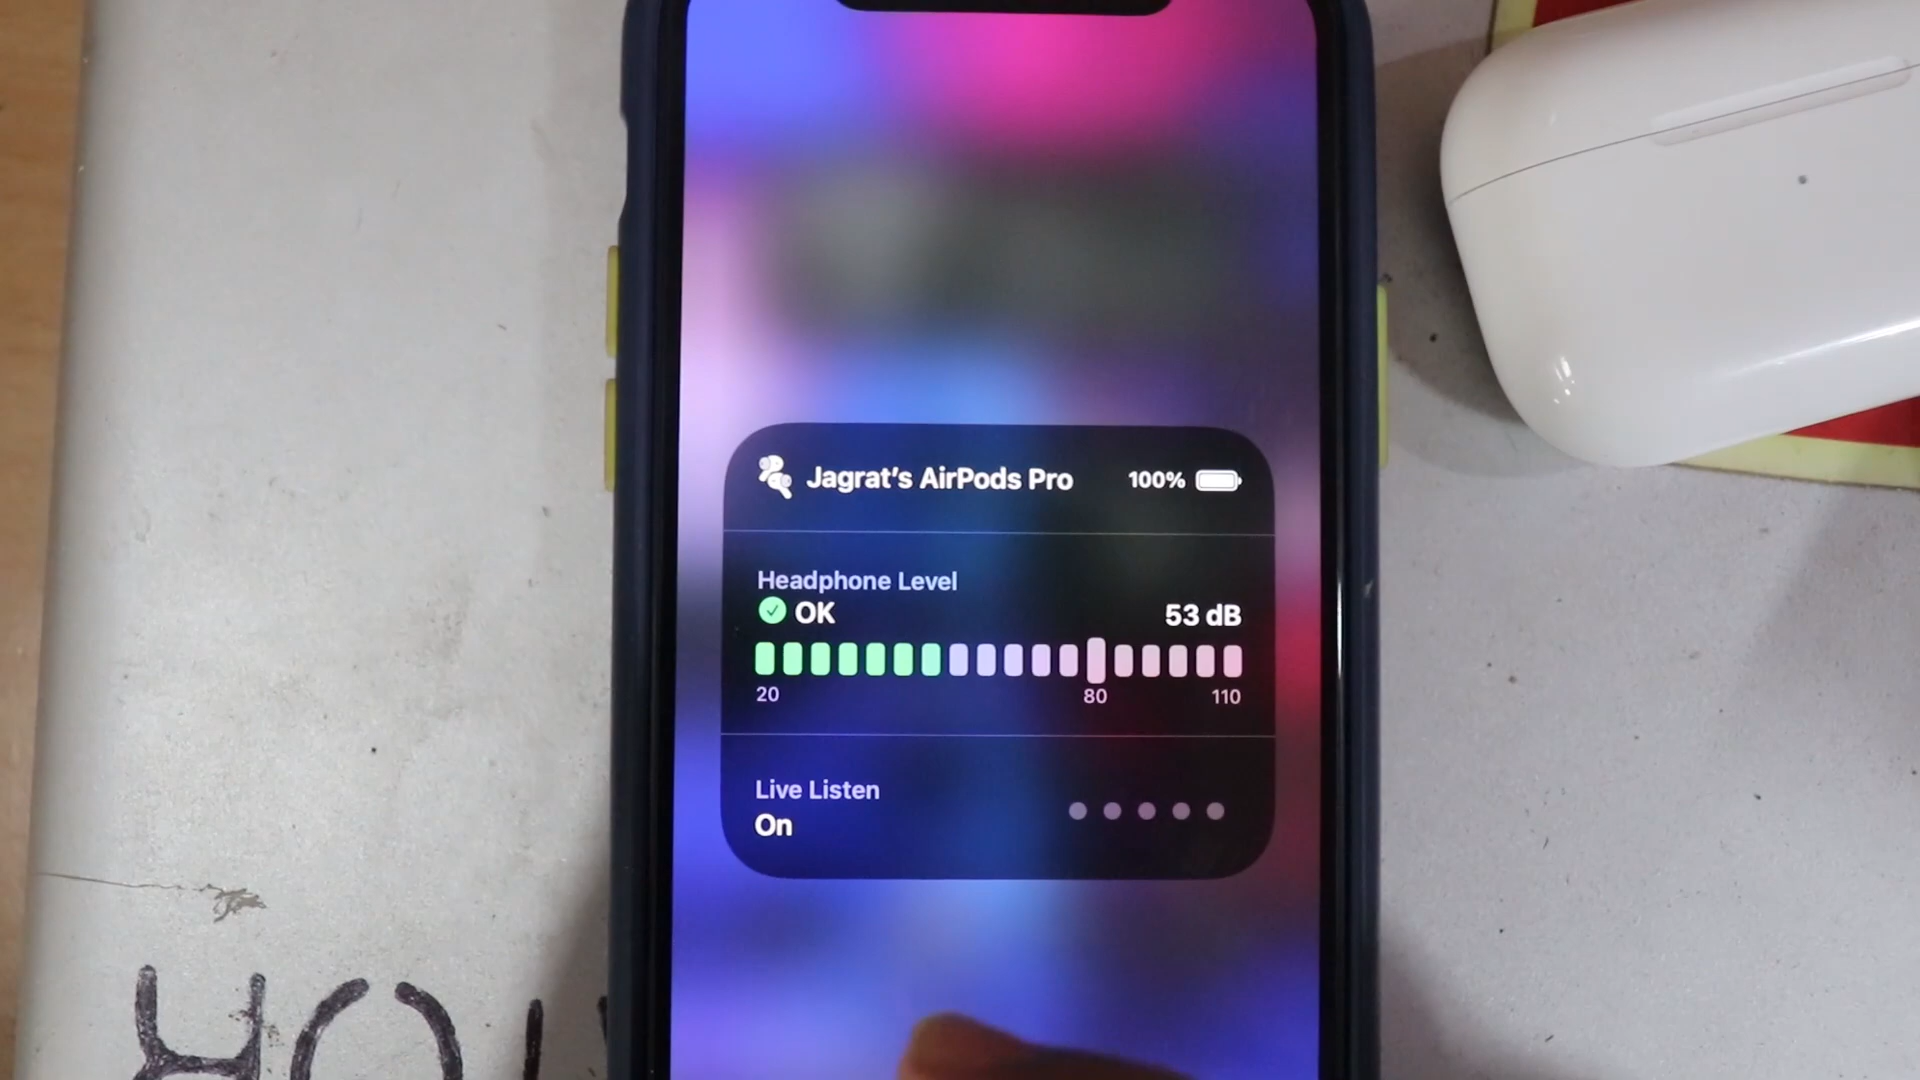 Jagrat's AirPods Pro 100%
Headphone Level
OK 53 dB
20 80 110
Live Listen
On